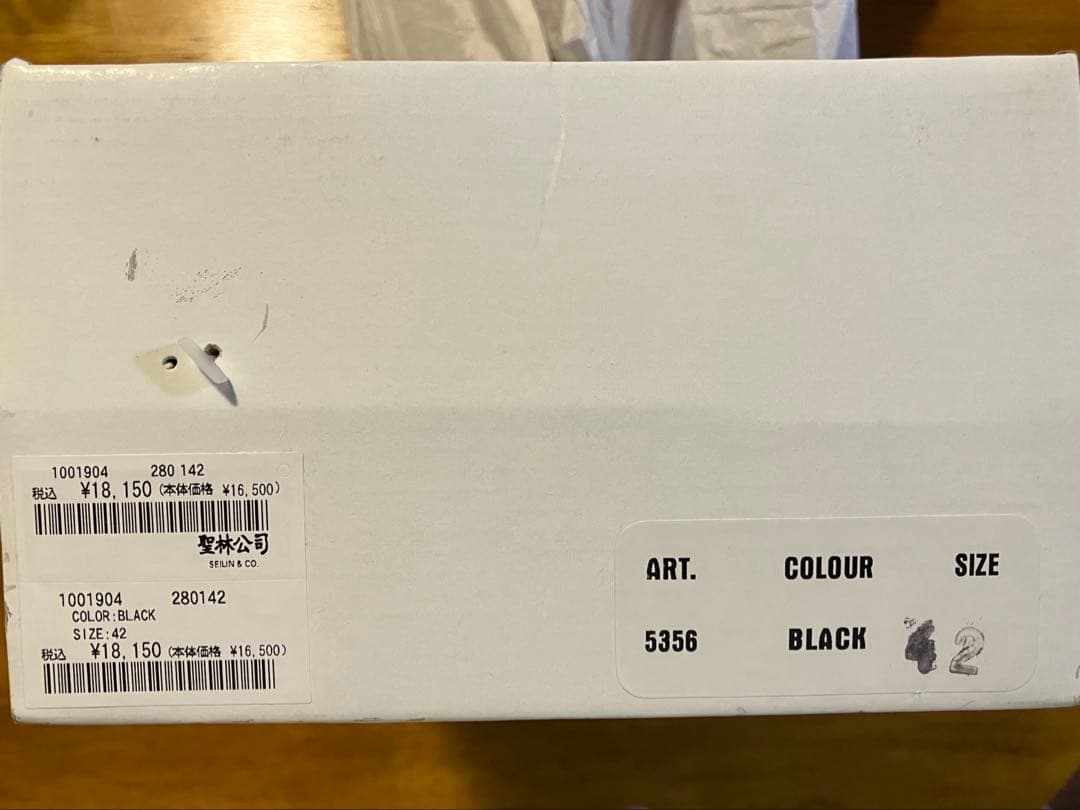 1001904 280 142
税込 ¥18,150 (本体価格 ¥16,500)
聖林公司
SEILIN & CO.
1001904 280142
COLOR:BLACK
SIZE:42
税込 ¥18,150 (本体価格 ¥16,500)
ART. COLOUR SIZE
5356 BLACK 42